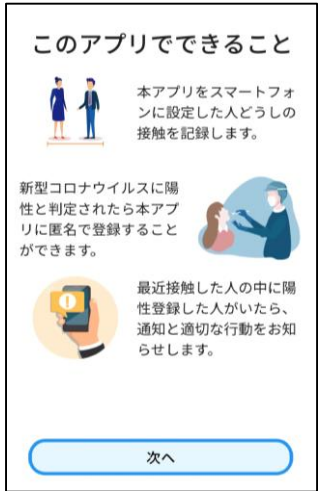 このアプリでできること
本アプリをスマートフォ
ンに設定した人どうしの
接触を記録します。
新型コロナウイルスに陽
性と判定されたら本アプ
リに匿名で登録すること
ができます。
最近接触した人の中に陽
性登録した人がいたら、
通知と適切な行動をお知
らせします。
次へ